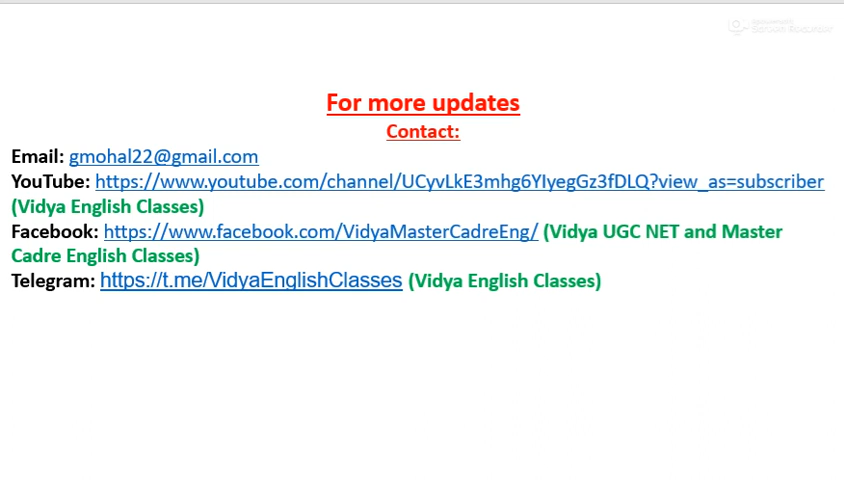 Screen Recorder
For more updates
Contact:
Email: gmohal22@gmail.com
YouTube: https://www.youtube.com/channel/UCyvLkE3mhg6YIyegGz3fDLQ?view_as=subscriber
(Vidya English Classes)
Facebook: https://www.facebook.com/VidyaMasterCadreEng/ (Vidya UGC NET and Master
Cadre English Classes)
Telegram: https://t.me/VidyaEnglishClasses (Vidya English Classes)